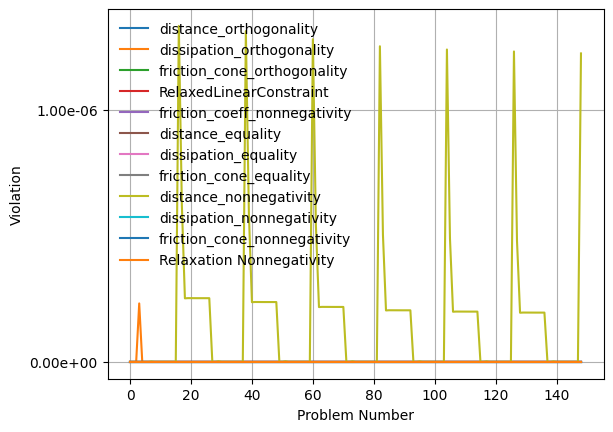 distance_orthogonality
dissipation_orthogonality
friction_cone_orthogonality
RelaxedLinearConstraint
friction_coeff_nonnegativity
distance_equality
dissipation_equality
friction_cone_equality
distance_nonnegativity
dissipation_nonnegativity
friction_cone_nonnegativity
Relaxation Nonnegativity
1.00e-06
0.00e+00
Violation
0 20 40 60 80 100 120 140
Problem Number